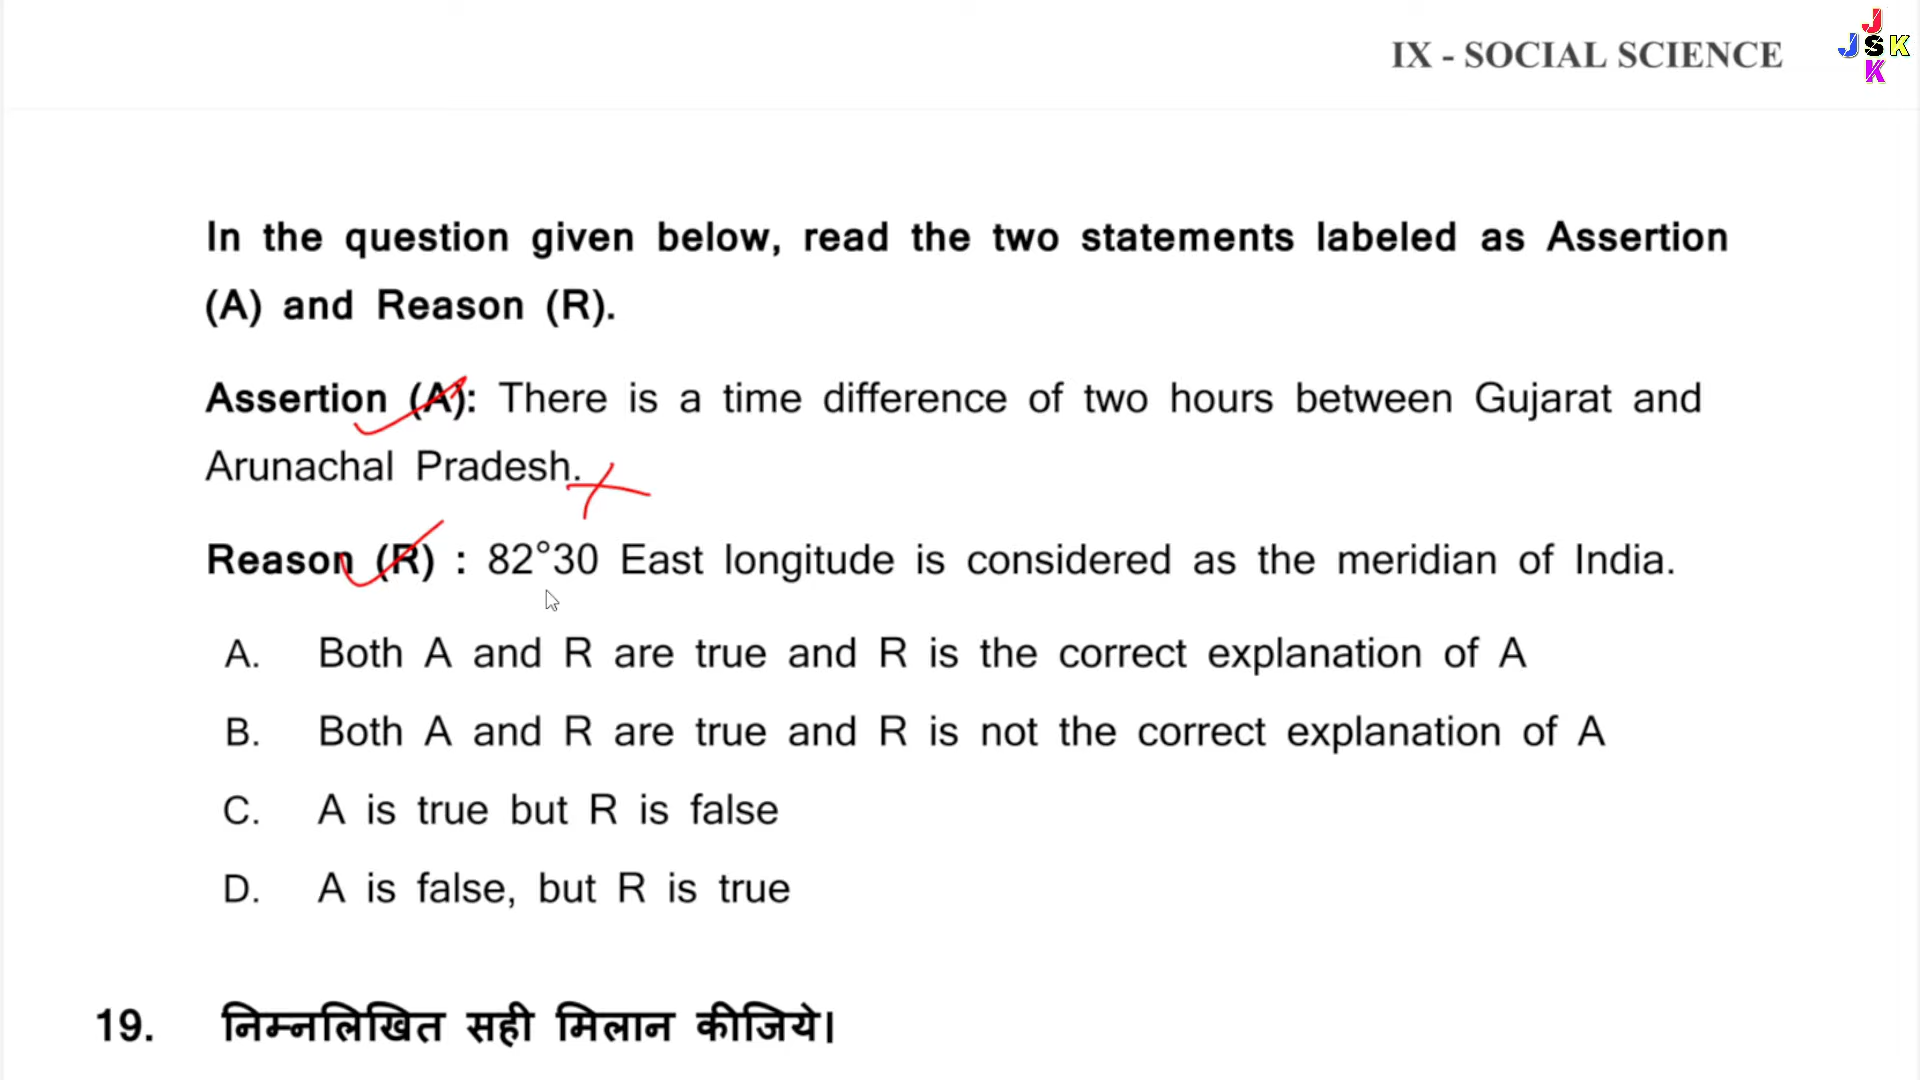 IX - SOCIAL SCIENCE
J
J S K
K
In the question given below, read the two statements labeled as Assertion
(A) and Reason (R).
Assertion (A): There is a time difference of two hours between Gujarat and
Arunachal Pradesh.
Reason (R) : 82°30 East longitude is considered as the meridian of India.
A. Both A and R are true and R is the correct explanation of A
B. Both A and R are true and R is not the correct explanation of A
C. A is true but R is false
D. A is false, but R is true
19. निम्नलिखित सही मिलान कीजिये।